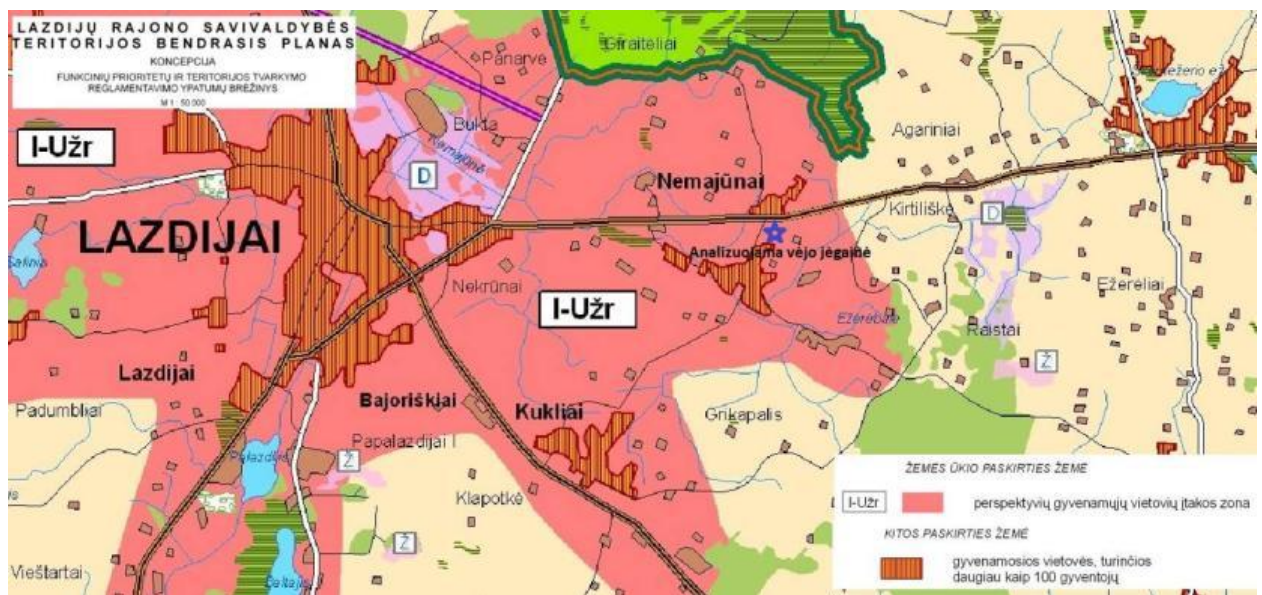 LAZDIJŲ RAJONO SAVIVALDYBĖS
TERITORIJOS BENDRASIS PLANAS
KONCEPCIJA
FUNKCINIŲ PRIORITETŲ IR TERITORIJOS TVARKYMO
REGLAMENTAVIMO YPATUMŲ BRĖŽINYS
M 1 : 50 000
Giraitėliai
Panarvė
Bukta
Nemajūnė
Agariniai
I-Užr
D
Nemajūnai
Kirtiliškė
D
LAZDIJAI
Analizuojama vėjo jėgainė
Nekrūnai
I-Užr
Ežerėliai
Raistai
Ž
Lazdijai
Padumbliai
Bajoriškiai
Kukliai
Grikapalis
Papalazdijai I
Ž
Klapotkė
Ž
Vieštartai
ŽEMĖS ŪKIO PASKIRTIES ŽEMĖ
I-Užr perspektyvių gyvenamųjų vietovių įtakos zona
KITOS PASKIRTIES ŽEMĖ
gyvenamosios vietovės, turinčios
daugiau kaip 100 gyventojų